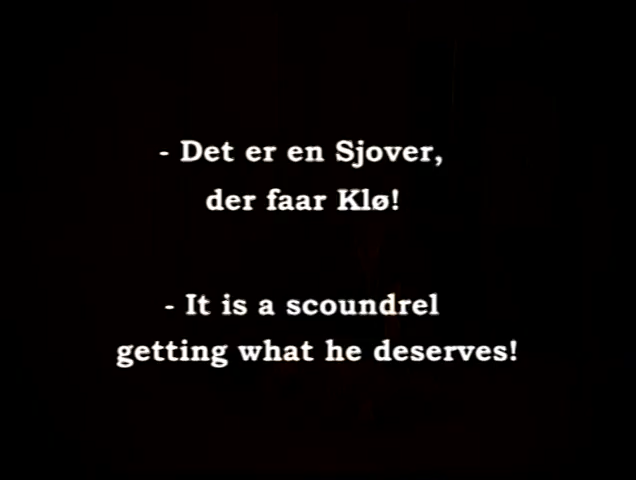 - Det er en Sjover,
der faar Klø!
- It is a scoundrel
getting what he deserves!